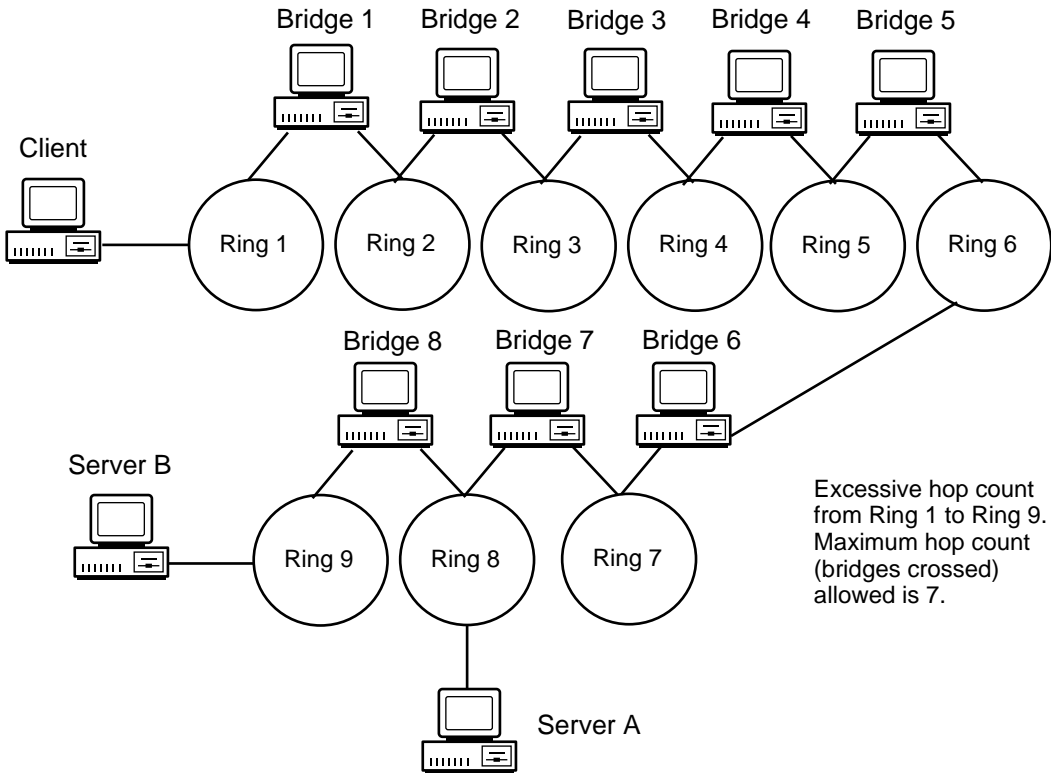 Bridge 1
Bridge 2
Bridge 3
Bridge 4
Bridge 5
Client
Ring 1
Ring 2
Ring 3
Ring 4
Ring 5
Ring 6
Bridge 8
Bridge 7
Bridge 6
Server B
Ring 9
Ring 8
Ring 7
Excessive hop count
from Ring 1 to Ring 9.
Maximum hop count
(bridges crossed)
allowed is 7.
Server A